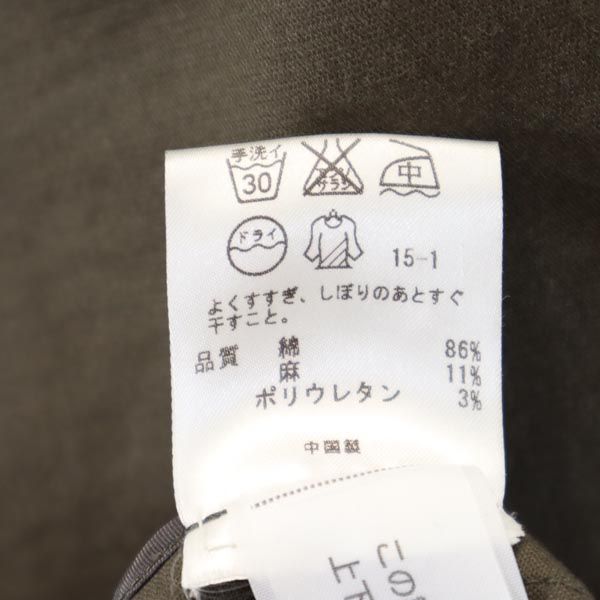 手洗イ
30
エンソ
サラシ
中
ドライ
15-1
よくすすぎ、しぼりのあとすぐ
干すこと。
品質 綿 86%
麻 11%
ポリウレタン 3%
中国製
この